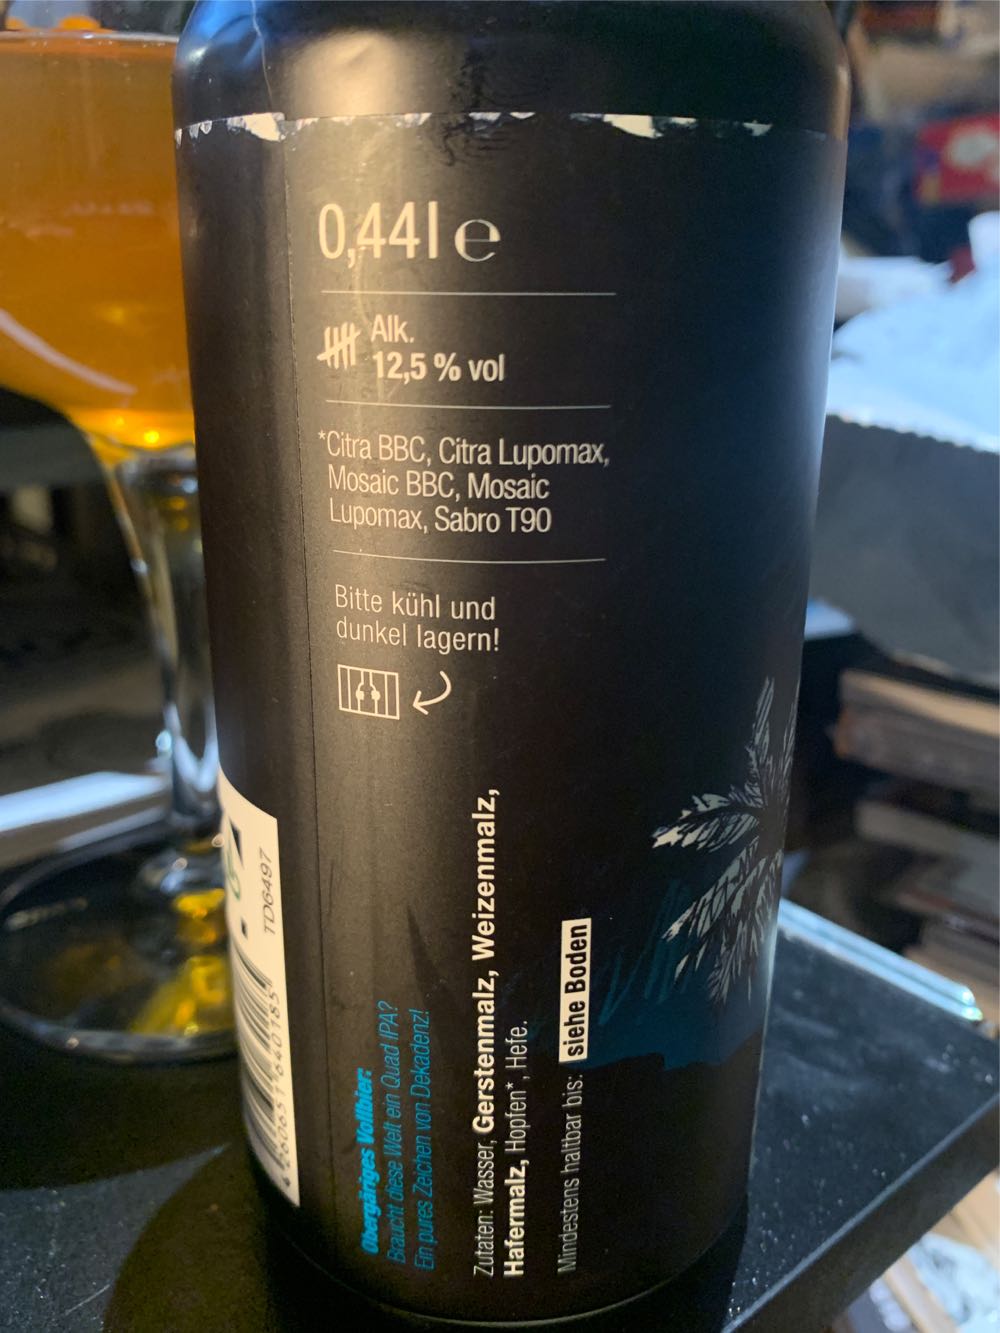 0,44l e
Alk.
12,5 % vol
*Citra BBC, Citra Lupomax,
Mosaic BBC, Mosaic
Lupomax, Sabro T90
Bitte kühl und
dunkel lagern!
Obergäriges Vollbier:
Braucht diese Welt ein Quad IPA?
Ein pures Zeichen von Dekadenz!
Zutaten: Wasser, Gerstenmalz, Weizenmalz,
Hafermalz, Hopfen*, Hefe.
Mindestens haltbar bis: siehe Boden
TD6497